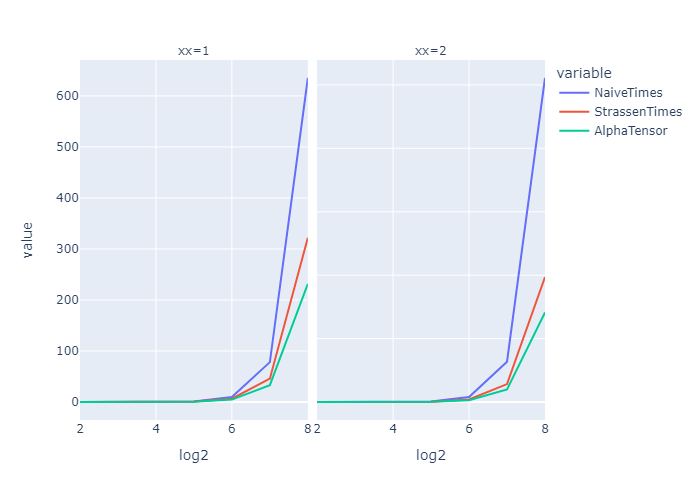 xx=1
xx=2
variable
NaiveTimes
StrassenTimes
AlphaTensor
600
500
400
300
200
100
0
value
2
4
6
8
2
4
6
8
log2
log2